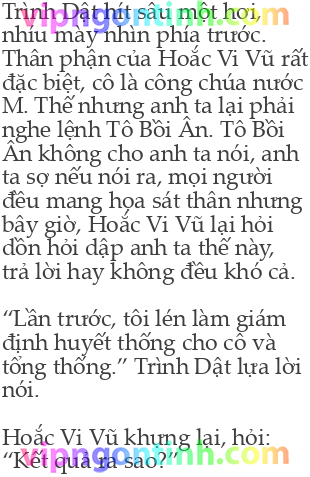 Trình Dật hít sâu một hơi,
nhíu mày nhìn phía trước.
Thân phận của Hoắc Vi Vũ rất
đặc biệt, cô là công chúa nước
M. Thế nhưng anh ta lại phải
nghe lệnh Tô Bồi Ân. Tô Bồi
Ân không cho anh ta nói, anh
ta sợ nếu nói ra, mọi người
đều mang họa sát thân nhưng
bây giờ, Hoắc Vi Vũ lại hỏi
dồn hỏi dập anh ta thế này,
trả lời hay không đều khó cả.
“Lần trước, tôi lén làm giám
định huyết thống cho cô và
tổng thống.” Trình Dật lựa lời
nói.
Hoắc Vi Vũ khựng lại, hỏi:
“Kết quả ra sao?”
vipngontinh.com
vipngontinh.com